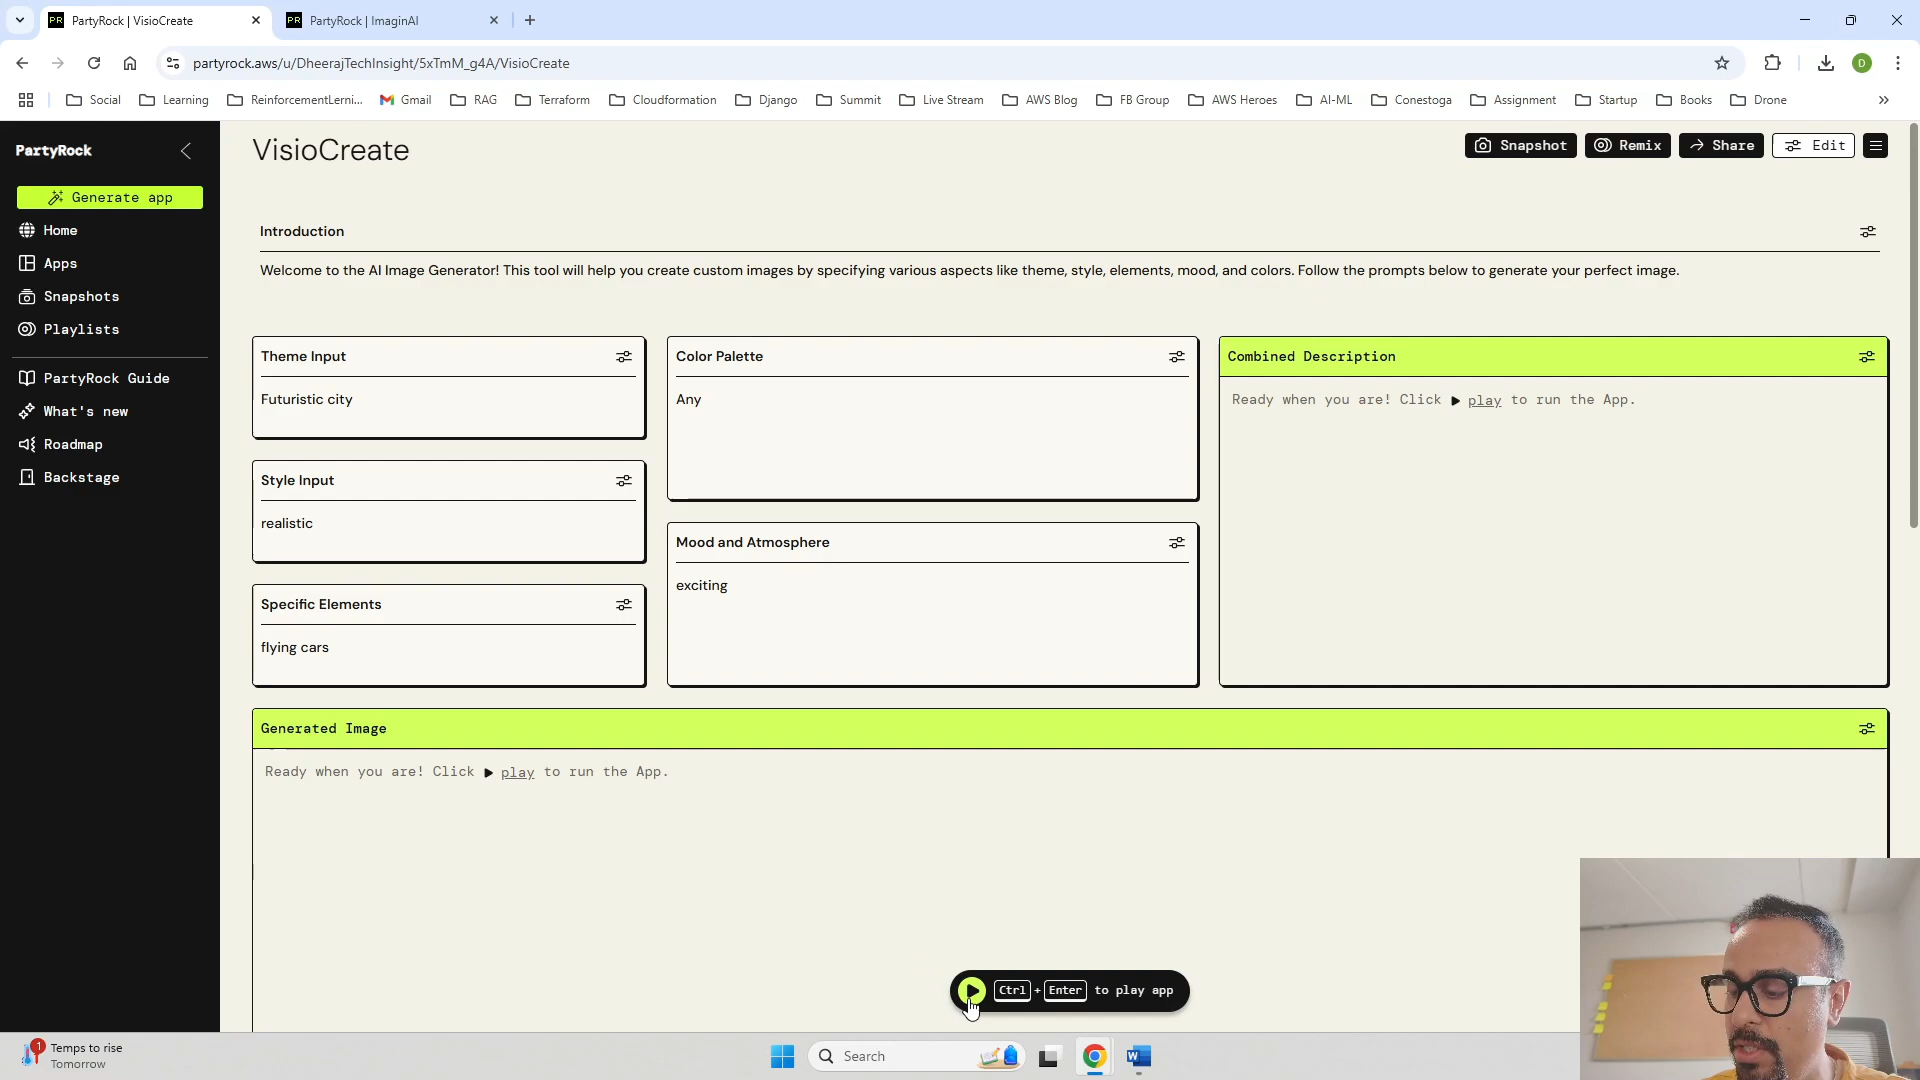 PR PartyRock | VisioCreate
PR PartyRock | ImaginAI
partyrock.aws/u/DheerajTechInsight/5xTmM_g4A/VisioCreate
D
Social
Learning
ReinforcementLerni...
Gmail
RAG
Terraform
Cloudformation
Django
Summit
Live Stream
AWS Blog
FB Group
AWS Heroes
AI-ML
Conestoga
Assignment
Startup
Books
Drone
PartyRock
Generate app
Home
Apps
Snapshots
Playlists
PartyRock Guide
What's new
Roadmap
Backstage
VisioCreate
Snapshot
Remix
Share
Edit
Introduction
Welcome to the AI Image Generator! This tool will help you create custom images by specifying various aspects like theme, style, elements, mood, and colors. Follow the prompts below to generate your perfect image.
Theme Input
Futuristic city
Style Input
realistic
Specific Elements
flying cars
Color Palette
Any
Mood and Atmosphere
exciting
Combined Description
Ready when you are! Click play to run the App.
Generated Image
Ready when you are! Click play to run the App.
Ctrl + Enter to play app
1
Temps to rise
Tomorrow
Search
W